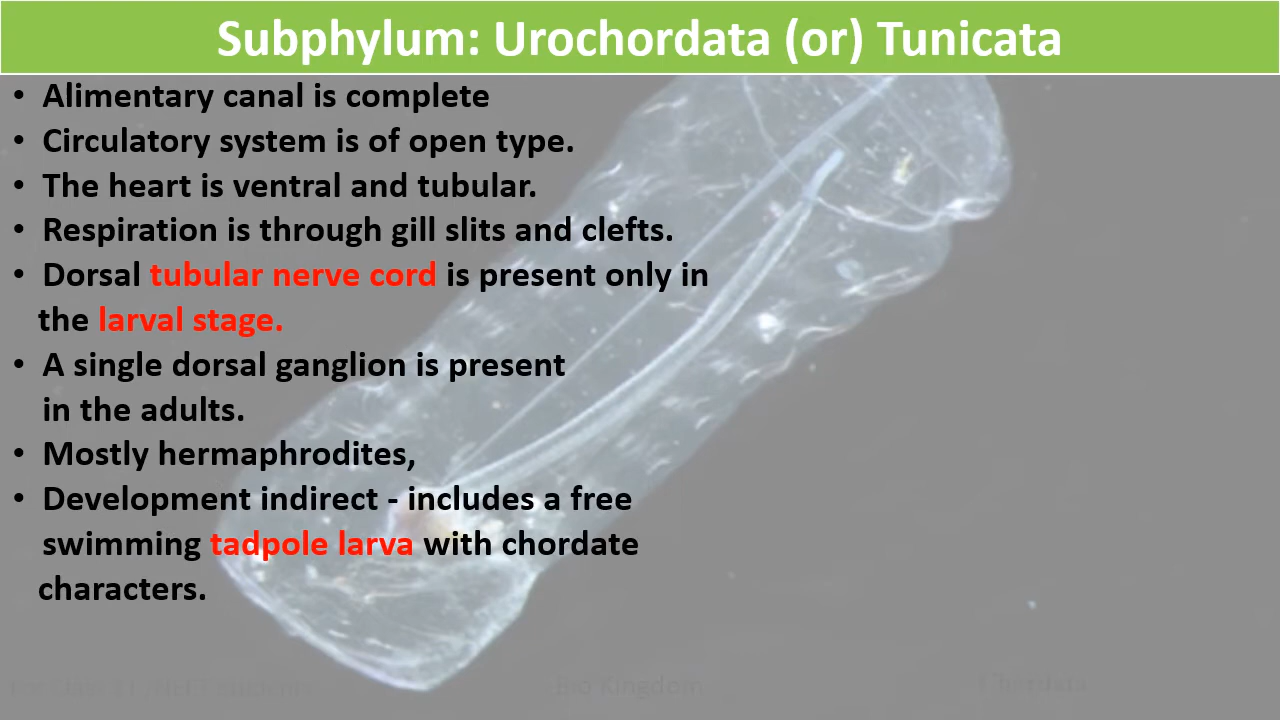 Subphylum: Urochordata (or) Tunicata
• Alimentary canal is complete
• Circulatory system is of open type.
• The heart is ventral and tubular.
• Respiration is through gill slits and clefts.
• Dorsal tubular nerve cord is present only in
the larval stage.
• A single dorsal ganglion is present
in the adults.
• Mostly hermaphrodites,
• Development indirect - includes a free
swimming tadpole larva with chordate
characters.
Kingdom
Chordata